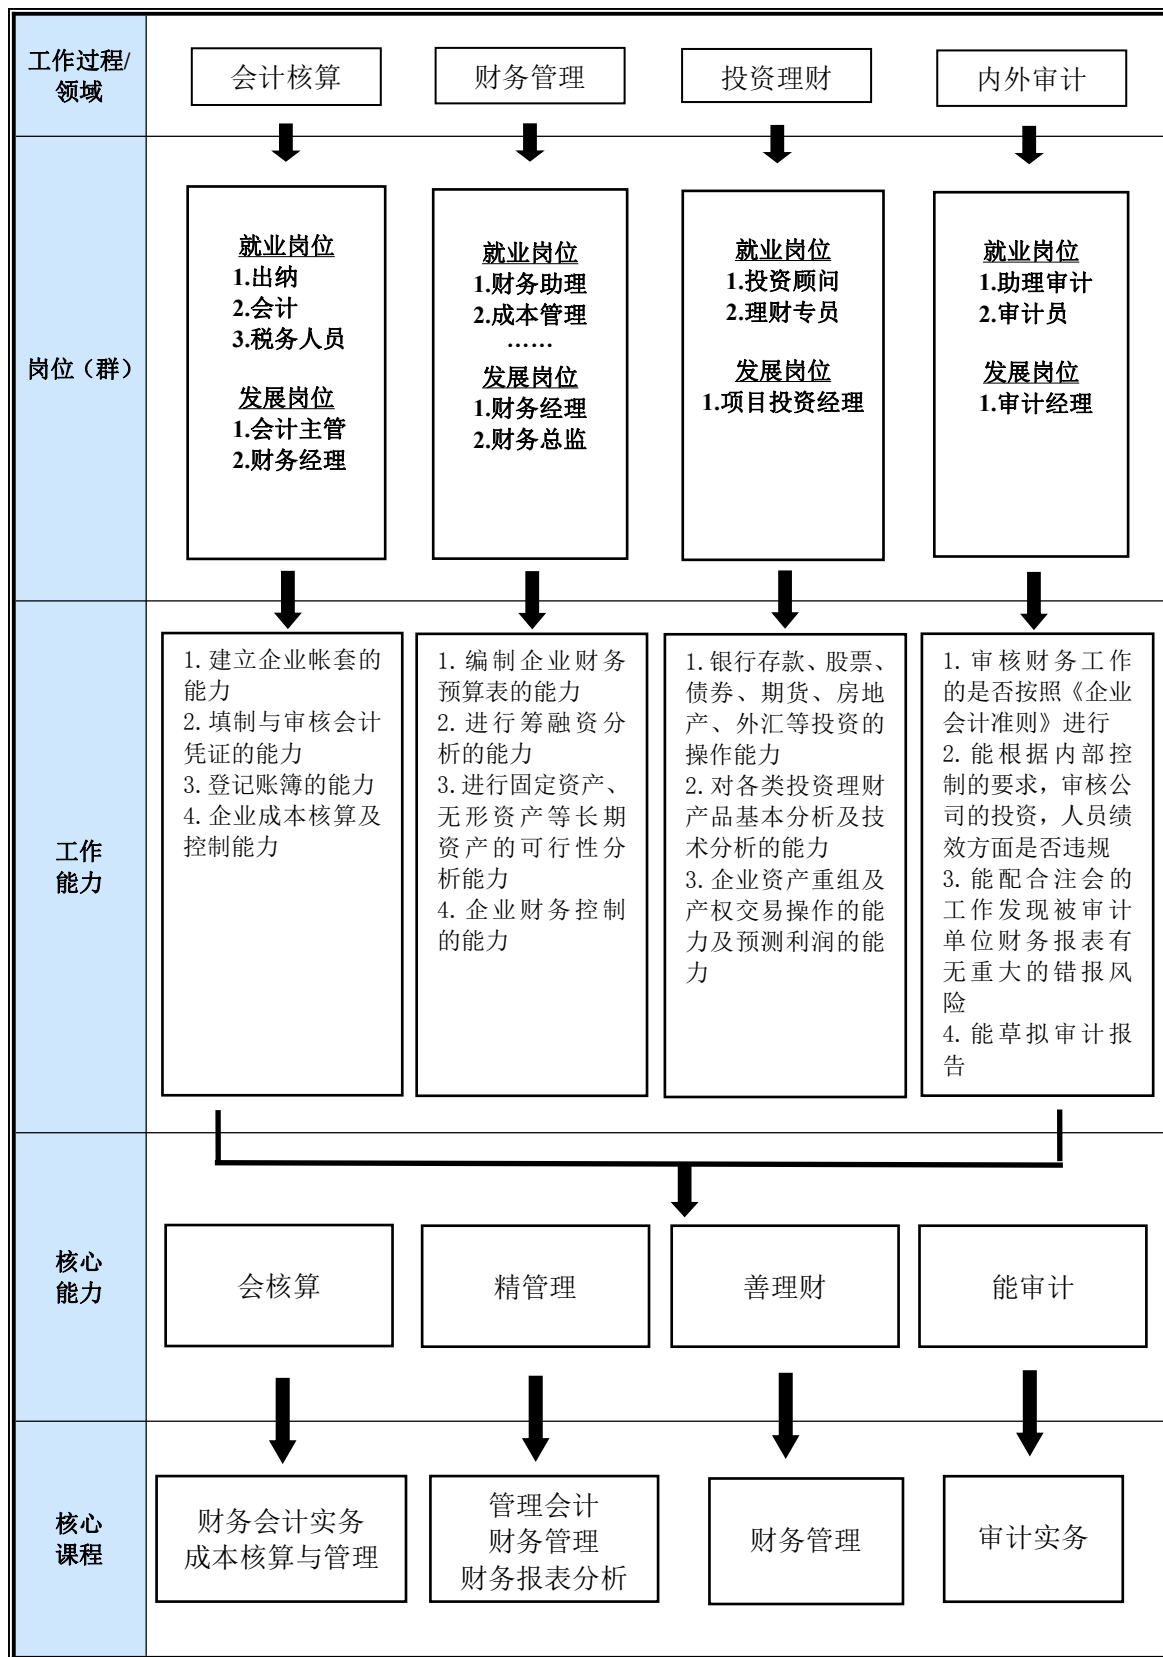 工作过程/
领域
会计核算
财务管理
投资理财
内外审计
岗位（群）
就业岗位
1.出纳
2.会计
3.税务人员
发展岗位
1.会计主管
2.财务经理
就业岗位
1.财务助理
2.成本管理
……
发展岗位
1.财务经理
2.财务总监
就业岗位
1.投资顾问
2.理财专员
发展岗位
1.项目投资经理
就业岗位
1.助理审计
2.审计员
发展岗位
1.审计经理
工作
能力
1.建立企业帐套的
能力
2.填制与审核会计
凭证的能力
3.登记账簿的能力
4.企业成本核算及
控制能力
1.编制企业财务
预算表的能力
2.进行筹融资分
析的能力
3.进行固定资产、
无形资产等长期
资产的可行性分
析能力
4.企业财务控制
的能力
1.银行存款、股票、
债券、期货、房地
产、外汇等投资的
操作能力
2.对各类投资理财
产品基本分析及技
术分析的能力
3.企业资产重组及
产权交易操作的能
力及预测利润的能
力
1.审核财务工作
的是否按照《企业
会计准则》进行
2.能根据内部控
制的要求，审核公
司的投资，人员绩
效方面是否违规
3.能配合注会的
工作发现被审计
单位财务报表有
无重大的错报风
险
4.能草拟审计报
告
核心
能力
会核算
精管理
善理财
能审计
核心
课程
财务会计实务
成本核算与管理
管理会计
财务管理
财务报表分析
财务管理
审计实务